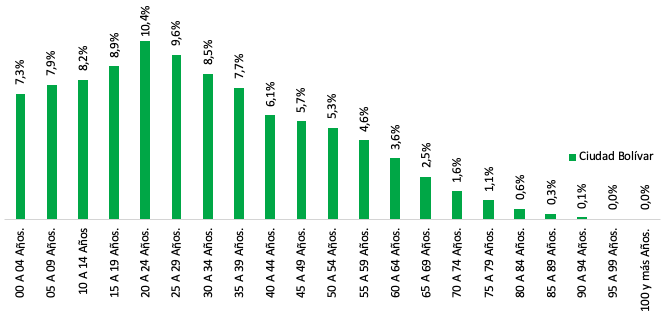 7,3%
7,9%
8,2%
8,9%
10,4%
9,6%
8,5%
7,7%
6,1%
5,7%
5,3%
4,6%
3,6%
2,5%
1,6%
1,1%
0,6%
0,3%
0,1%
0,0%
0,0%
Ciudad Bolívar
00 A 04 Años.
05 A 09 Años.
10 A 14 Años.
15 A 19 Años.
20 A 24 Años.
25 A 29 Años.
30 A 34 Años.
35 A 39 Años.
40 A 44 Años.
45 A 49 Años.
50 A 54 Años.
55 A 59 Años.
60 A 64 Años.
65 A 69 Años.
70 A 74 Años.
75 A 79 Años.
80 A 84 Años.
85 A 89 Años.
90 A 94 Años.
95 A 99 Años.
100 y más Años.